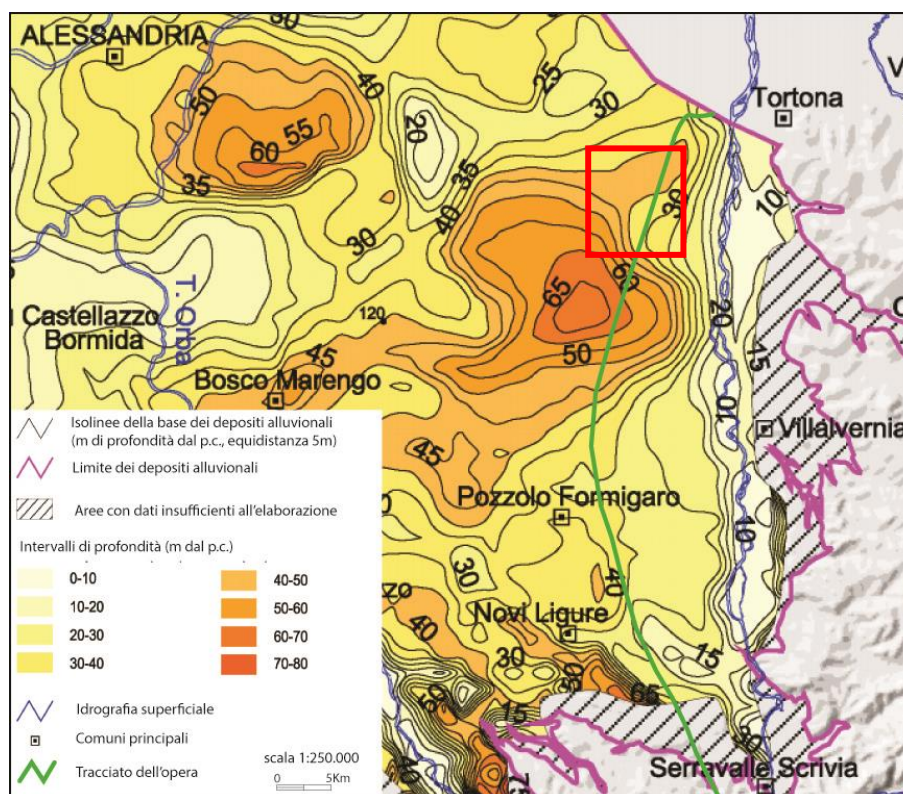 ALESSANDRIA
30
40
25
30
V
Tortona
50
55
60
20
35
35
40
30
30
10
65
T. Orba
Castellazzo
Bormida
120
20
50
15
45
Bosco Marengo
10
Villalvernia
45
Pozzolo Formigaro
10
30
40
Novi Ligure
40
15
30
50
65
50
15
30
40
Serravalle Scrivia
Isolinee della base dei depositi alluvionali
(m di profondità dal p.c., equidistanza 5m)
Limite dei depositi alluvionali
Aree con dati insufficienti all'elaborazione
Intervalli di profondità (m dal p.c.)
0-10
10-20
20-30
30-40
40-50
50-60
60-70
70-80
Idrografia superficiale
Comuni principali
Tracciato dell'opera
scala 1:250.000
0 5Km